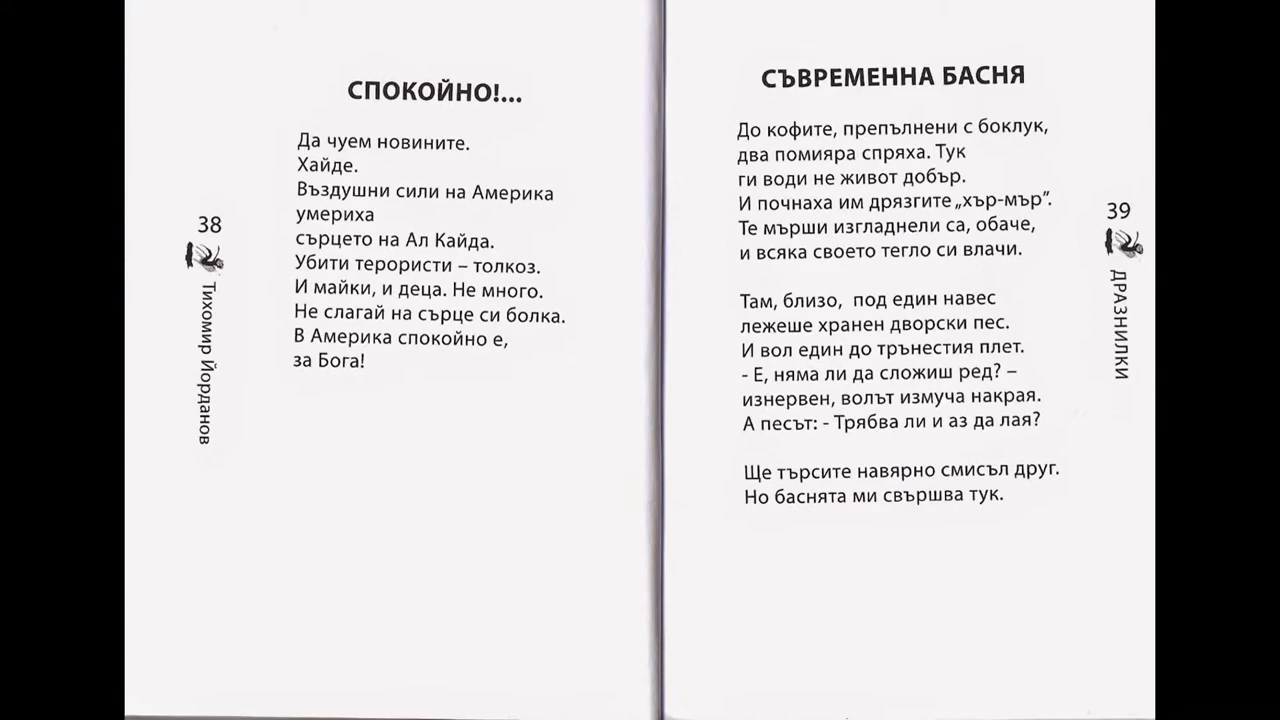 СПОКОЙНО!...
Да чуем новините.
Хайде.
Въздушни сили на Америка
умериха
сърцето на Ал Кайда.
Убити терористи – толкоз.
И майки, и деца. Не много.
Не слагай на сърце си болка.
В Америка спокойно е,
за Бога!
38
Тихомир Йорданов
СЪВРЕМЕННА БАСНЯ
До кофите, препълнени с боклук,
два помияра спряха. Тук
ги води не живот добър.
И почнаха им дрязгите „хър-мър”.
Те мърши изгладнели са, обаче,
и всяка своето тегло си влачи.
Там, близо, под един навес
лежеше хранен дворски пес.
И вол един до трънестия плет.
- Е, няма ли да сложиш ред? –
изнервен, волът измуча накрая.
А песът: - Трябва ли и аз да лая?
Ще търсите навярно смисъл друг.
Но баснята ми свършва тук.
39
ДРАЗНИЛКИ